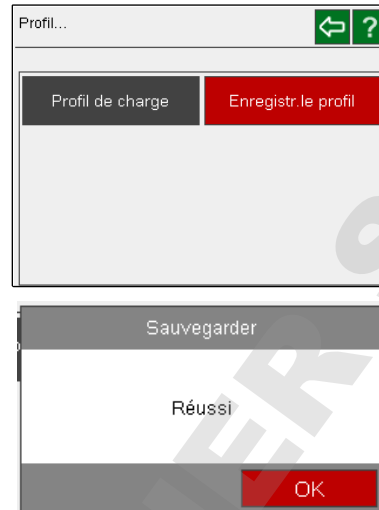 Profil...
?
Profil de charge
Enregistr.le profil
Sauvegarder
Réussi
OK